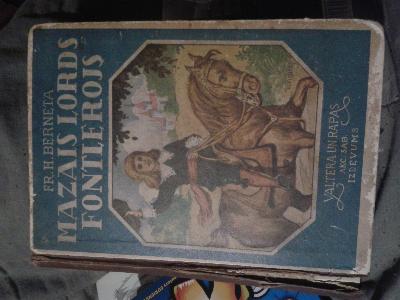 FR.H. BERNETA
MAZAIS LORDS
FONTLEROJS
VALTERA UN RAPAS
AKC. SAB.
IZDEVUMS